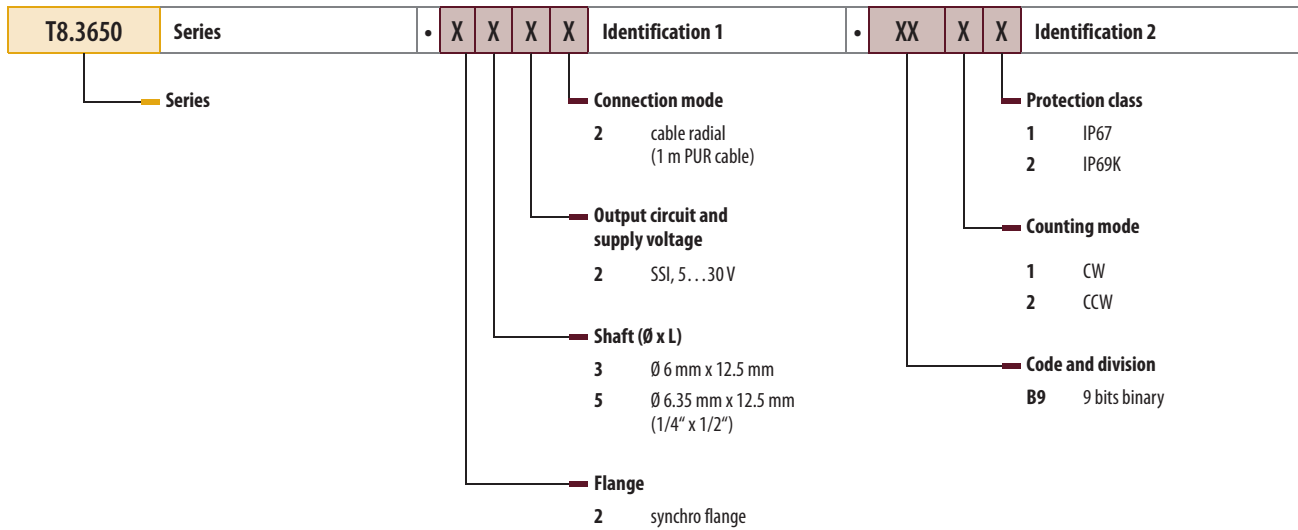 T8.3650 Series • X X X X Identification 1 • XX X X Identification 2
Series
Connection mode
2 cable radial
(1 m PUR cable)
Output circuit and
supply voltage
2 SSI, 5…30 V
Shaft (Ø x L)
3 Ø 6 mm x 12.5 mm
5 Ø 6.35 mm x 12.5 mm
(1/4“ x 1/2“)
Flange
2 synchro flange
Protection class
1 IP67
2 IP69K
Counting mode
1 CW
2 CCW
Code and division
B9 9 bits binary